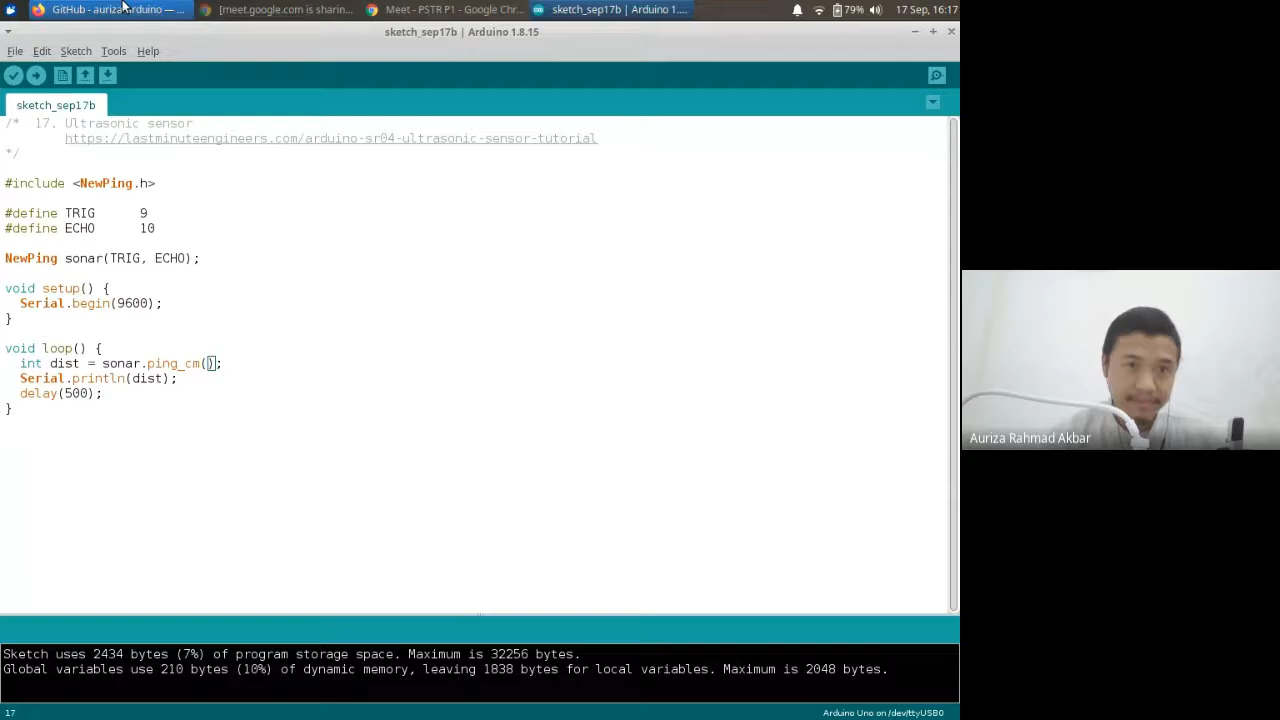 GitHub - auriza/arduino — ...
[meet.google.com is sharin...
Meet - PSTR P1 - Google Chr...
sketch_sep17b | Arduino 1....
79%
17 Sep, 16:17
sketch_sep17b | Arduino 1.8.15
File Edit Sketch Tools Help
sketch_sep17b
/* 17. Ultrasonic sensor
https://lastminuteengineers.com/arduino-sr04-ultrasonic-sensor-tutorial
*/
#include <NewPing.h>
#define TRIG 9
#define ECHO 10
NewPing sonar(TRIG, ECHO);
void setup() {
Serial.begin(9600);
}
void loop() {
int dist = sonar.ping_cm();
Serial.println(dist);
delay(500);
}
Auriza Rahmad Akbar
Sketch uses 2434 bytes (7%) of program storage space. Maximum is 32256 bytes.
Global variables use 210 bytes (10%) of dynamic memory, leaving 1838 bytes for local variables. Maximum is 2048 bytes.
17
Arduino Uno on /dev/ttyUSB0